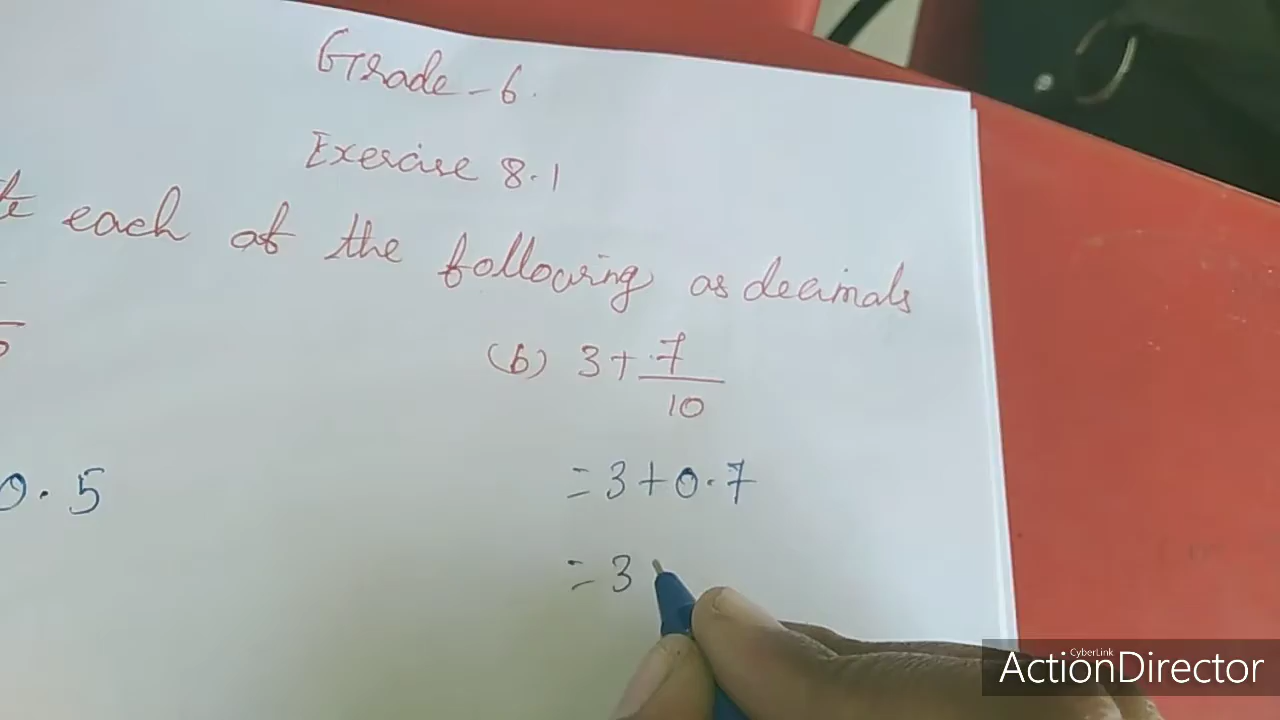 Grade - 6.
Exercise 8.1
each of the following as decimals
(b) 3 + 7/10
0.5
= 3 + 0.7
= 3
CyberLink
ActionDirector